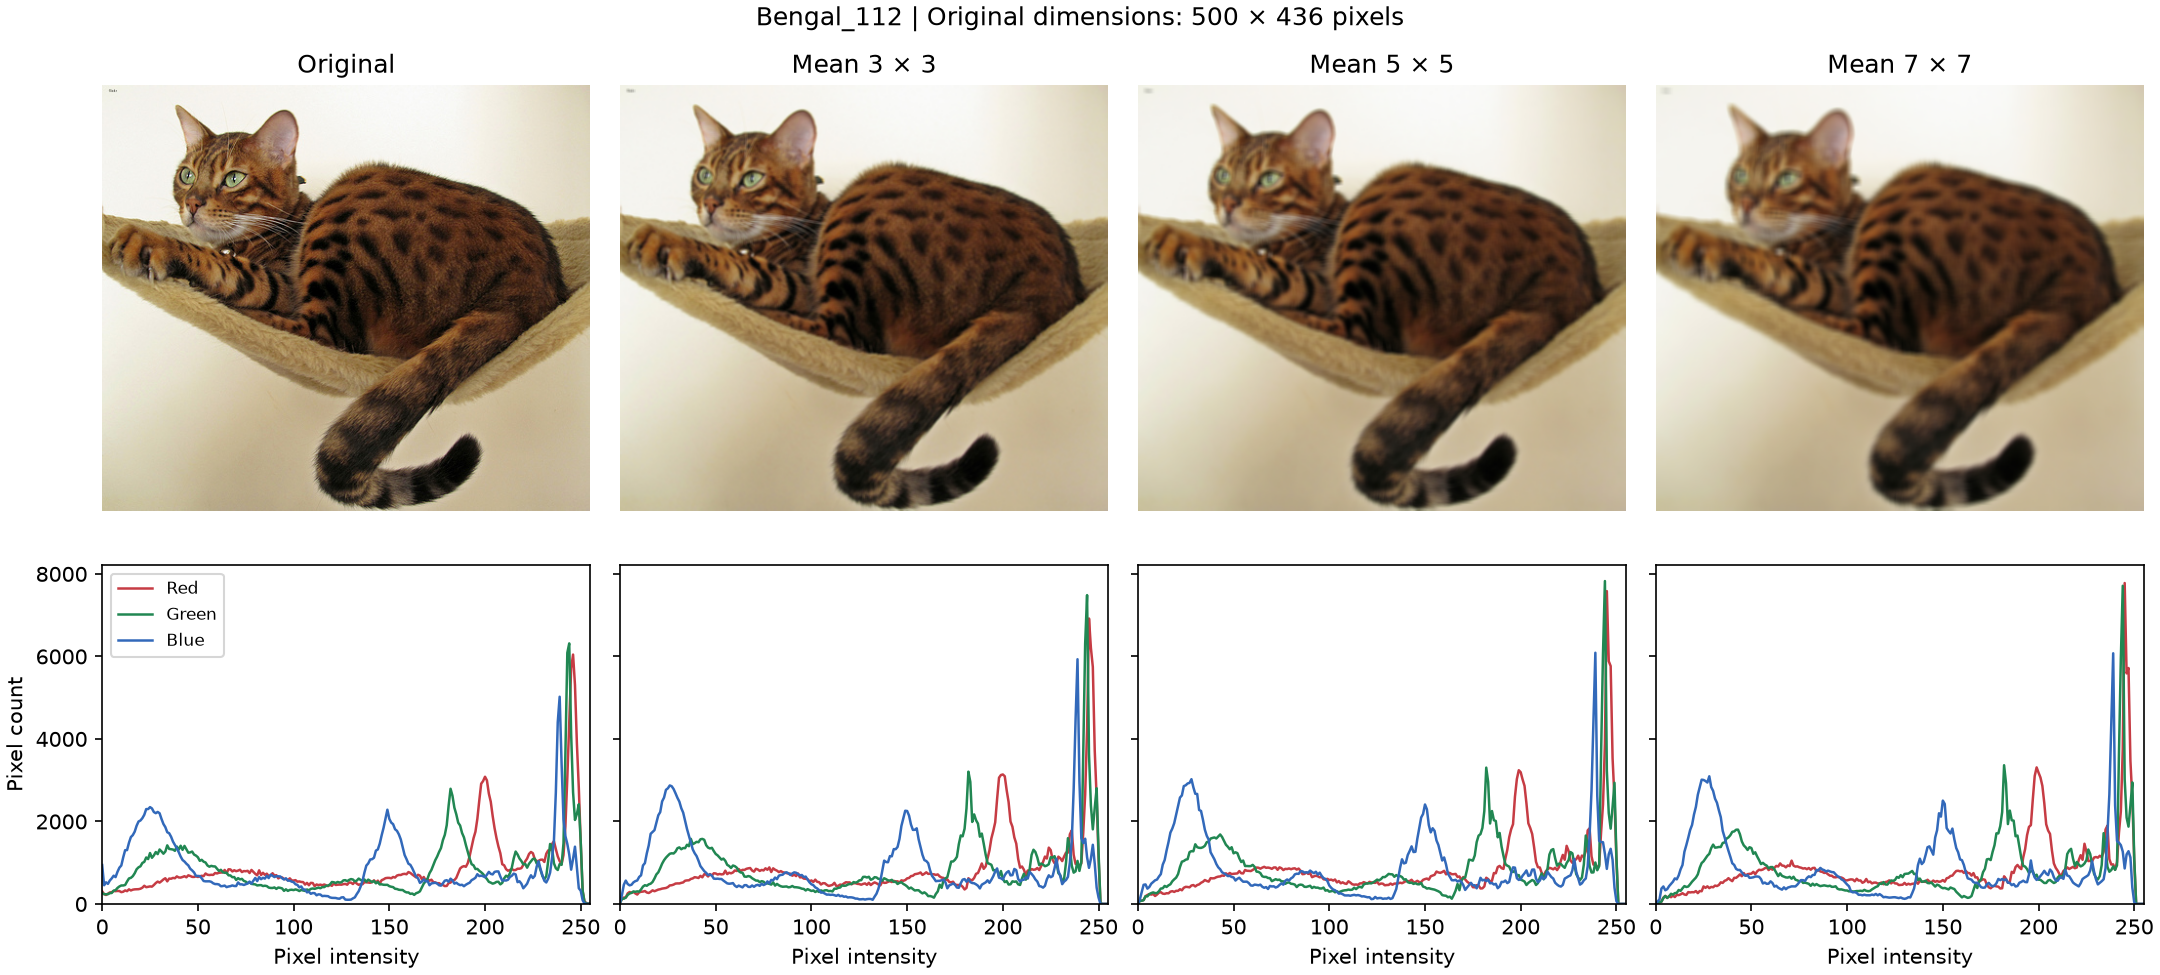 Bengal_112 | Original dimensions: 500 × 436 pixels
Original
Mean 3 × 3
Mean 5 × 5
Mean 7 × 7
8000
6000
4000
2000
0
Pixel count
Red
Green
Blue
0 50 100 150 200 250
0 50 100 150 200 250
0 50 100 150 200 250
0 50 100 150 200 250
Pixel intensity
Pixel intensity
Pixel intensity
Pixel intensity